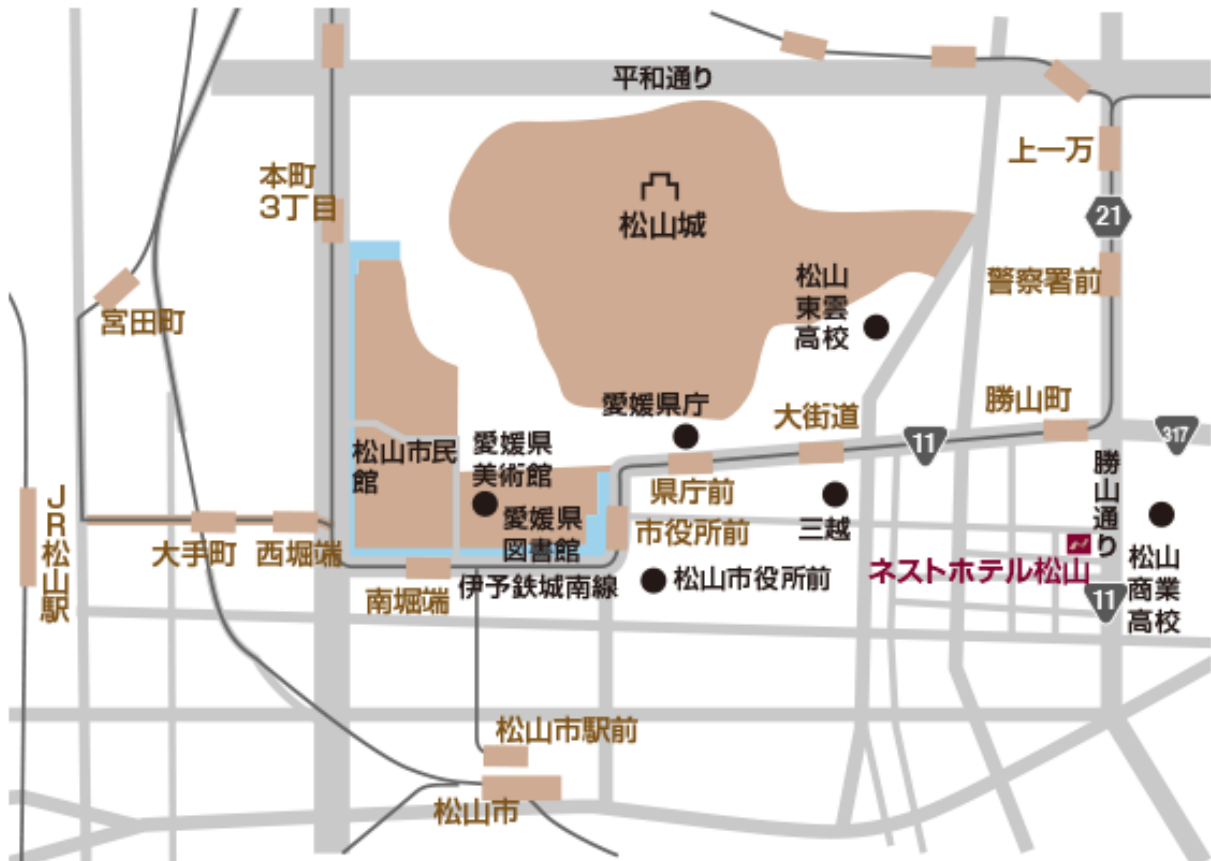 平和通り
上一万
本町
3丁目
21
松山城
松山
東雲
高校
警察署前
宮田町
愛媛県庁
大街道
勝山町
11
317
松山市民
館
愛媛県
美術館
県庁前
勝山通り
JR松山駅
大手町
西堀端
愛媛県
図書館
市役所前
三越
ネストホテル松山
松山
商業
高校
南堀端
伊予鉄城南線
松山市役所前
11
松山市駅前
松山市